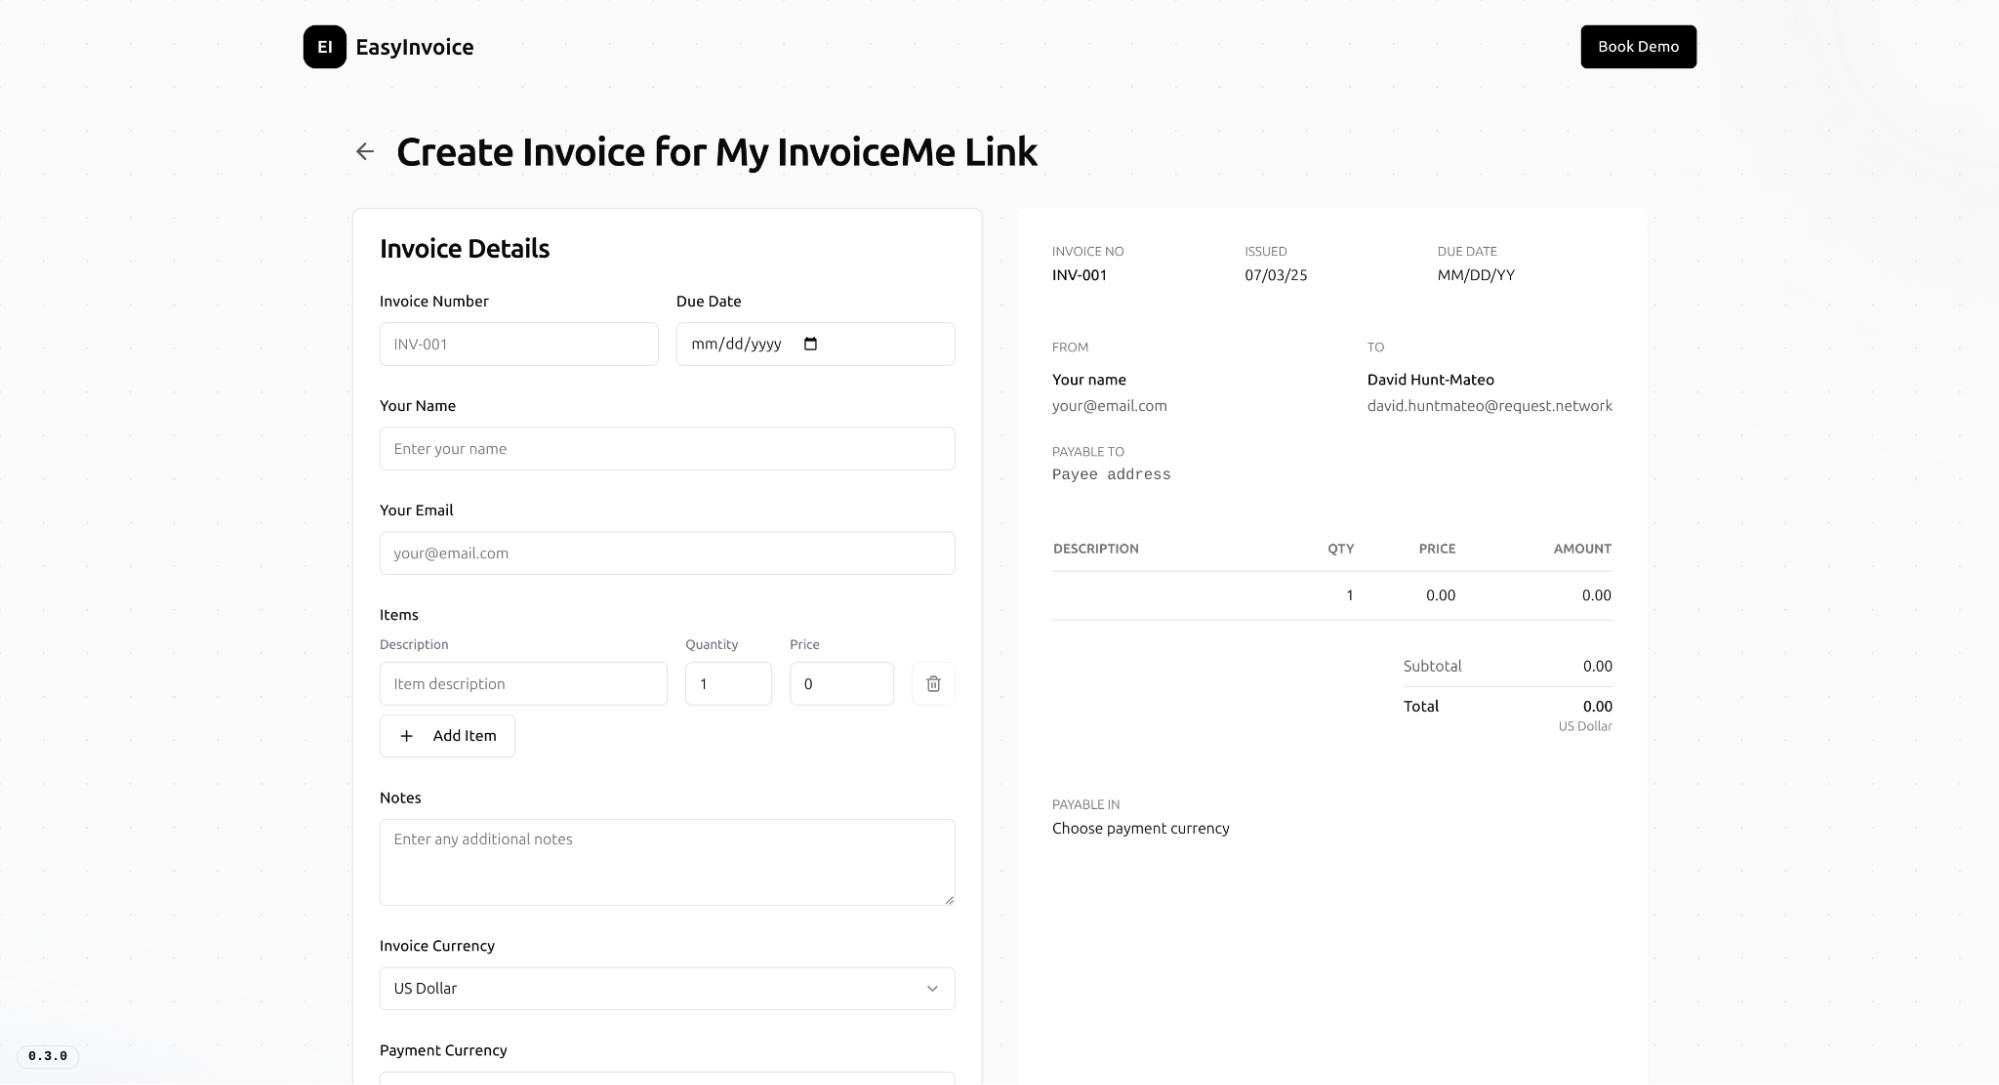 EI EasyInvoice
Book Demo
Create Invoice for My InvoiceMe Link
Invoice Details
Invoice Number
Due Date
INV-001
mm/dd/yyyy
Your Name
Enter your name
Your Email
your@email.com
Items
Description
Quantity
Price
Item description
1
0
+ Add Item
Notes
Enter any additional notes
Invoice Currency
US Dollar
Payment Currency
INVOICE NO
ISSUED
DUE DATE
INV-001
07/03/25
MM/DD/YY
FROM
Your name
your@email.com
TO
David Hunt-Mateo
david.huntmateo@request.network
PAYABLE TO
Payee address
DESCRIPTION QTY PRICE AMOUNT
1 0.00 0.00
Subtotal 0.00
Total 0.00
US Dollar
PAYABLE IN
Choose payment currency
0.3.0